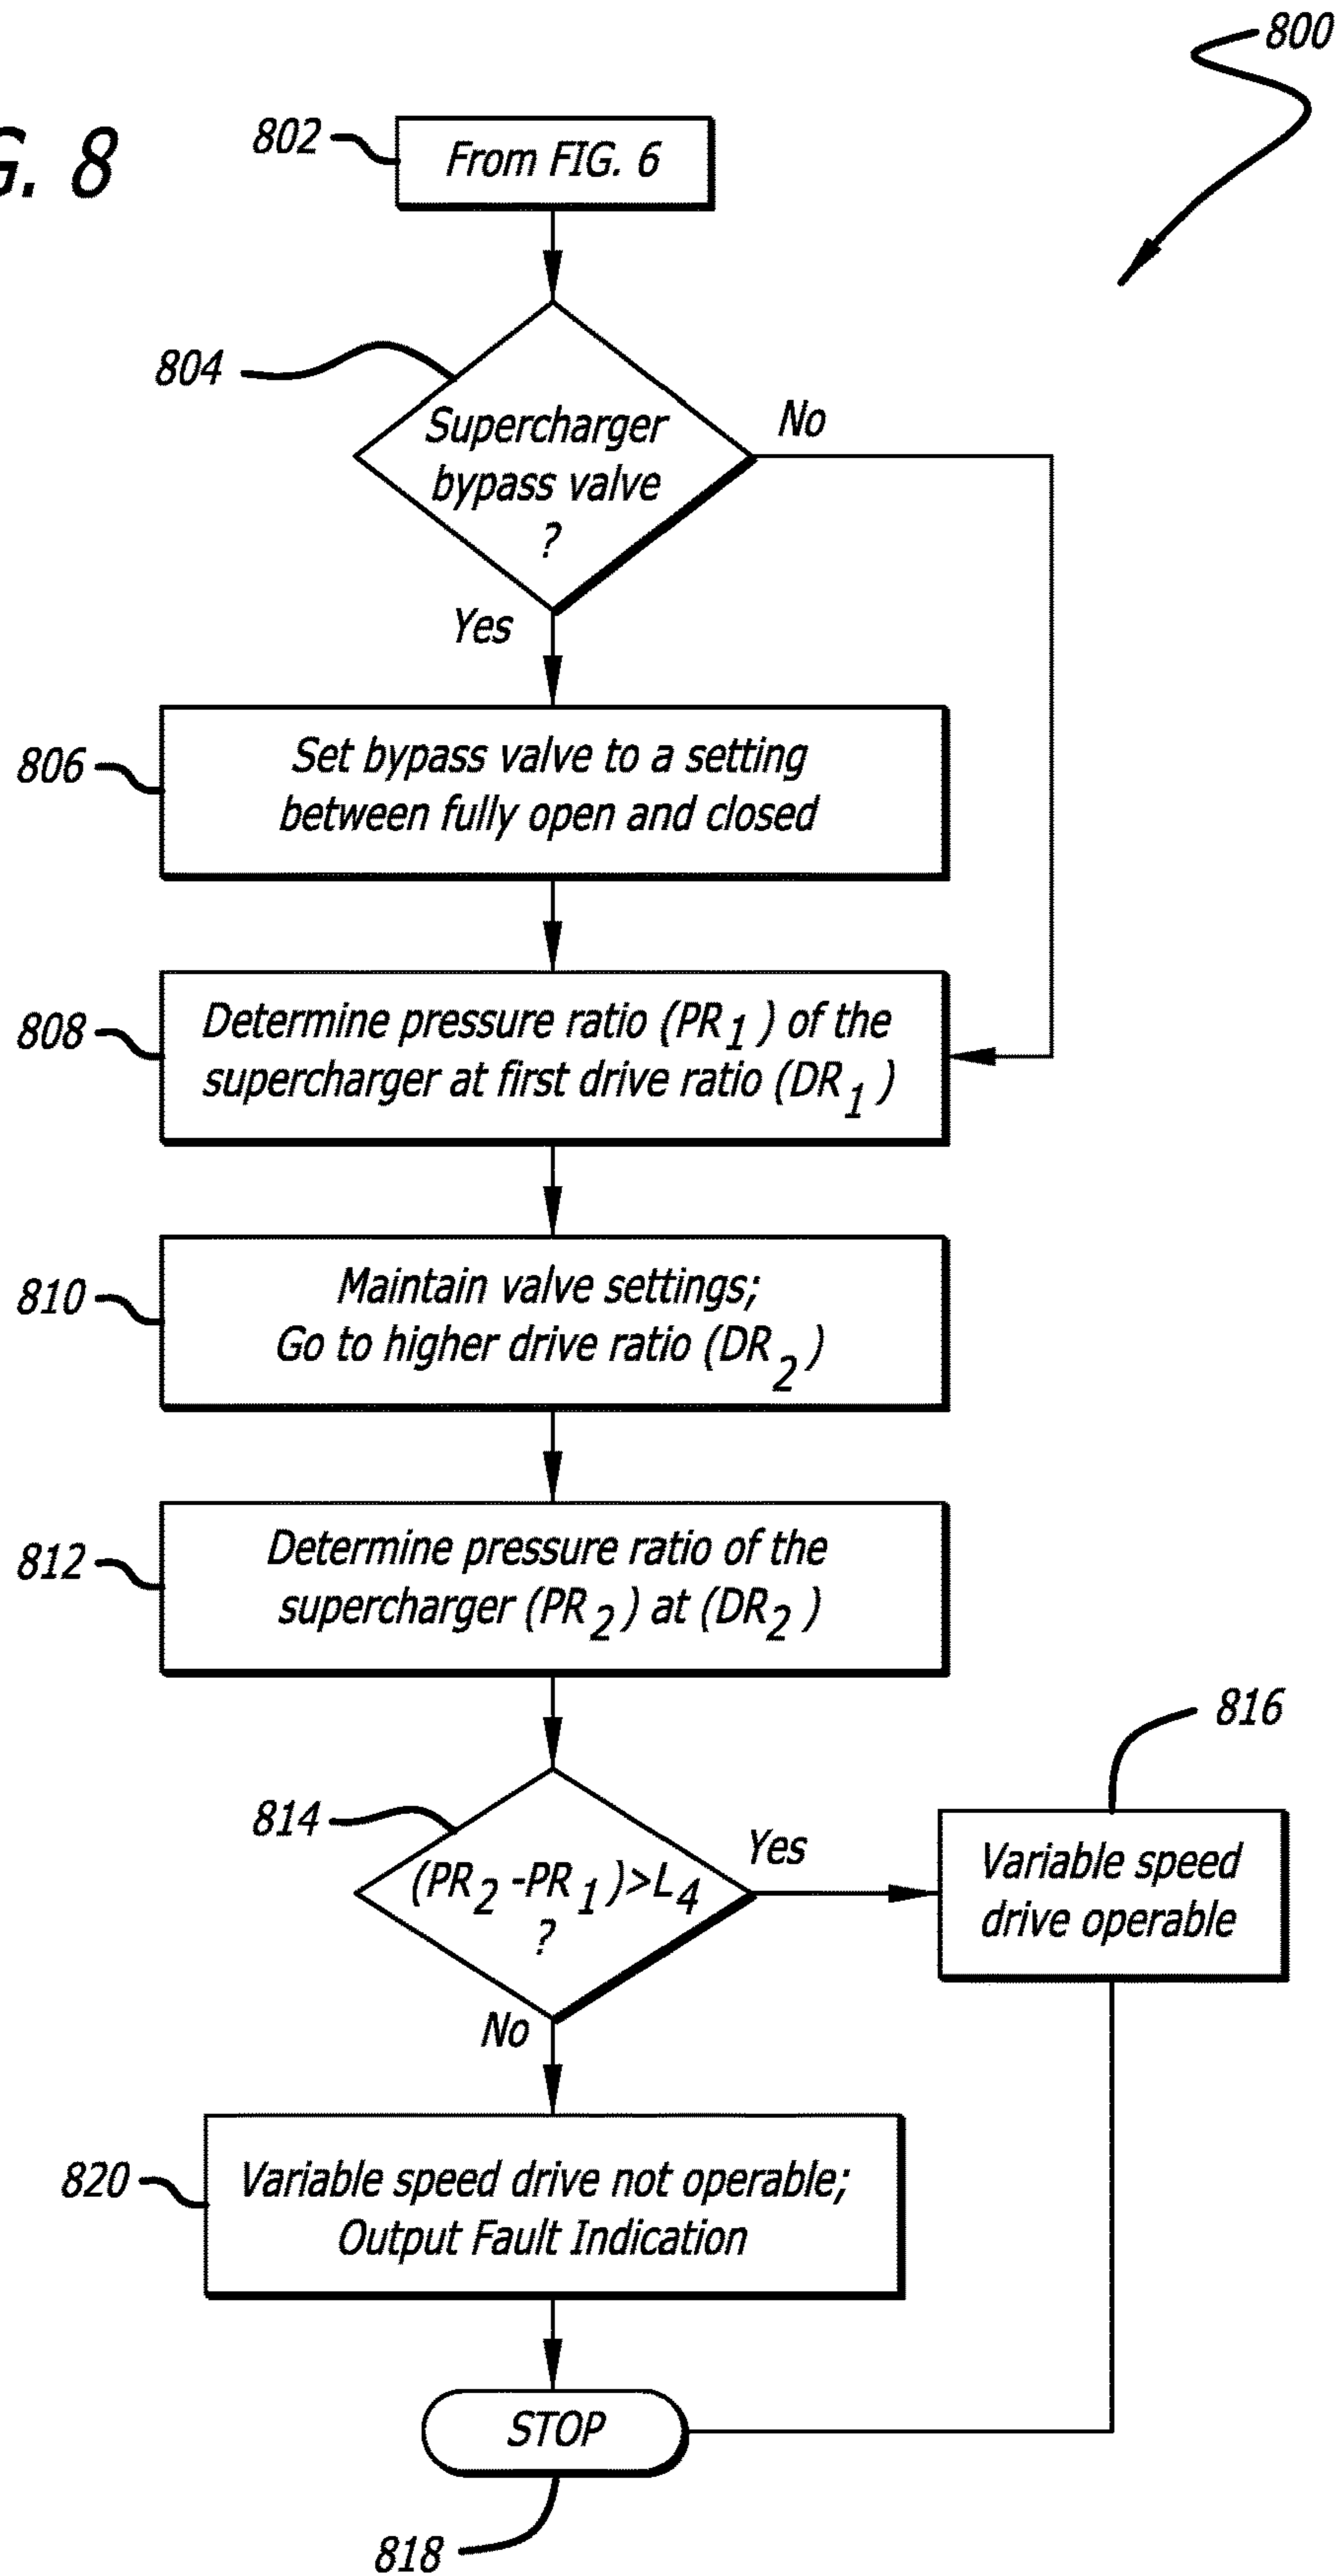 800
G. 8
802
From FIG. 6
804
Supercharger
bypass valve
?
No
Yes
806
Set bypass valve to a setting
between fully open and closed
808
Determine pressure ratio (PR1) of the
supercharger at first drive ratio (DR1)
810
Maintain valve settings;
Go to higher drive ratio (DR2)
812
Determine pressure ratio of the
supercharger (PR2) at (DR2)
814
(PR2 -PR1)>L4
?
Yes
816
Variable speed
drive operable
No
820
Variable speed drive not operable;
Output Fault Indication
STOP
818